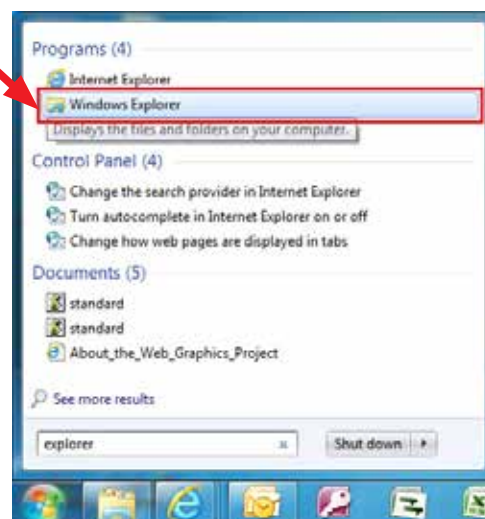 Programs (4)
Internet Explorer
Windows Explorer
Displays the files and folders on your computer.
Control Panel (4)
Change the search provider in Internet Explorer
Turn autocomplete in Internet Explorer on or off
Change how web pages are displayed in tabs
Documents (5)
standard
standard
About_the_Web_Graphics_Project
See more results
explorer
Shut down